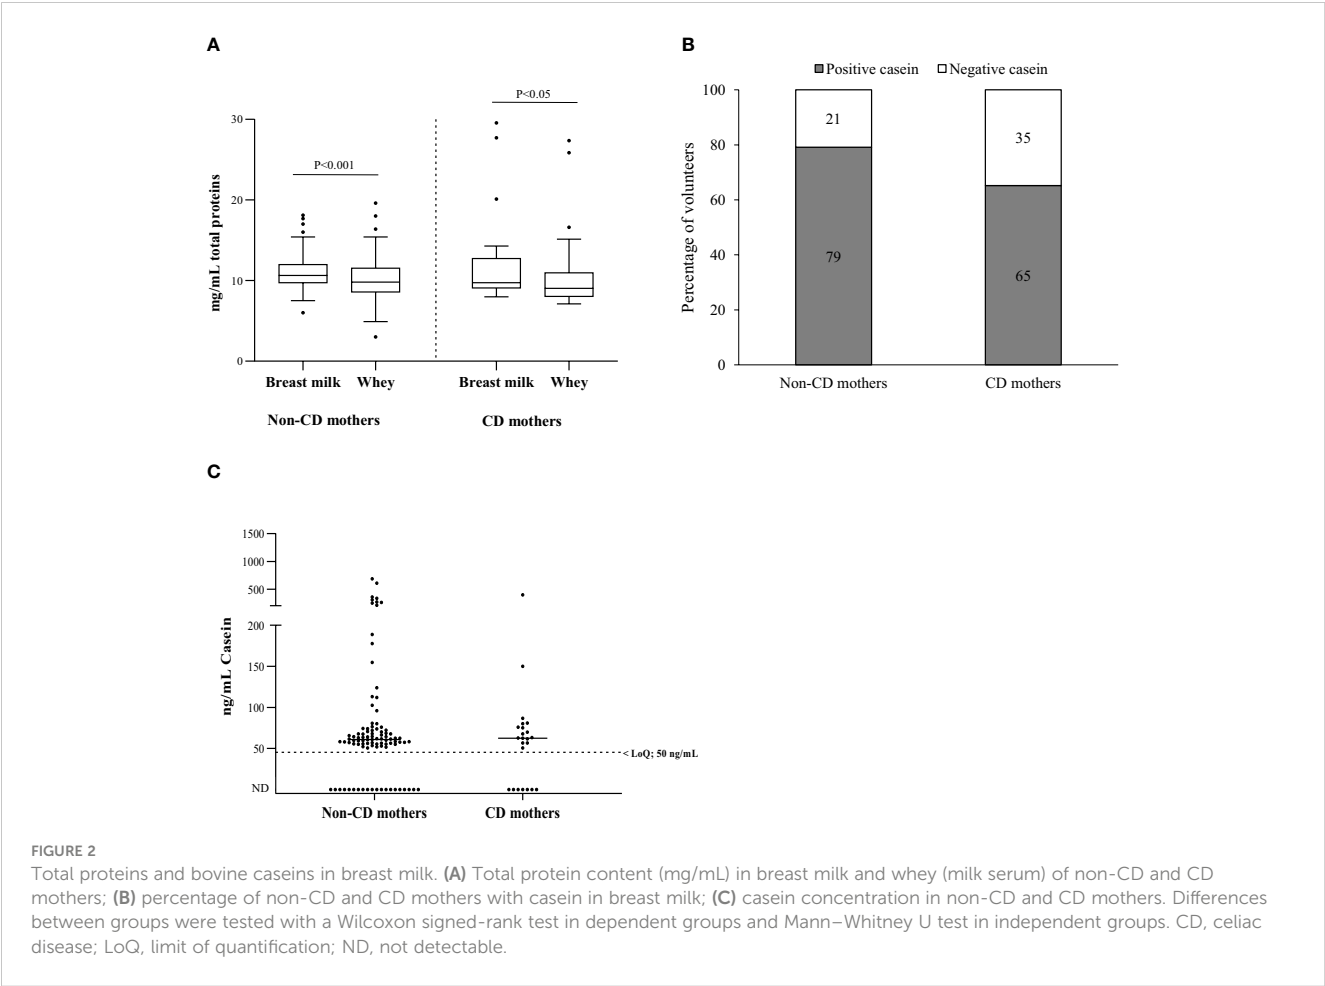 A
P<0.001
P<0.05
mg/mL total proteins
30
20
10
0
Breast milk Whey Breast milk Whey
Non-CD mothers CD mothers
B
Positive casein Negative casein
Percentage of volunteers
100
80
60
40
20
0
21
79
35
65
Non-CD mothers CD mothers
C
ng/mL Casein
1500
1000
500
200
150
100
50
ND
< LoQ; 50 ng/mL
Non-CD mothers CD mothers
FIGURE 2
Total proteins and bovine caseins in breast milk. (A) Total protein content (mg/mL) in breast milk and whey (milk serum) of non-CD and CD
mothers; (B) percentage of non-CD and CD mothers with casein in breast milk; (C) casein concentration in non-CD and CD mothers. Differences
between groups were tested with a Wilcoxon signed-rank test in dependent groups and Mann–Whitney U test in independent groups. CD, celiac
disease; LoQ, limit of quantification; ND, not detectable.